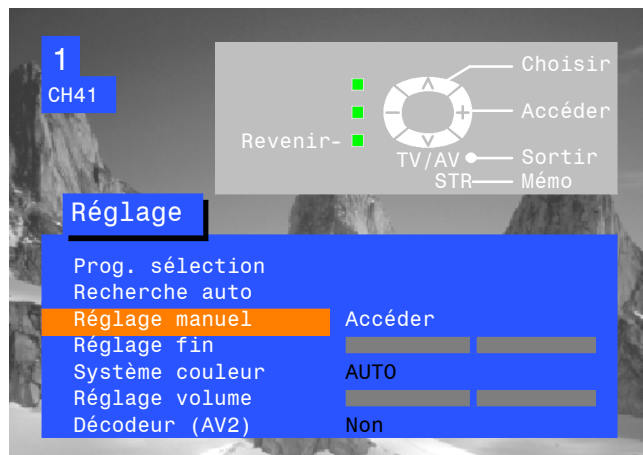 1
CH41
Choisir
Accéder
Revenir-
TV/AV
Sortir
STR
Mémo
Réglage
Prog. sélection
Recherche auto
Réglage manuel Accéder
Réglage fin
Système couleur AUTO
Réglage volume
Décodeur (AV2) Non